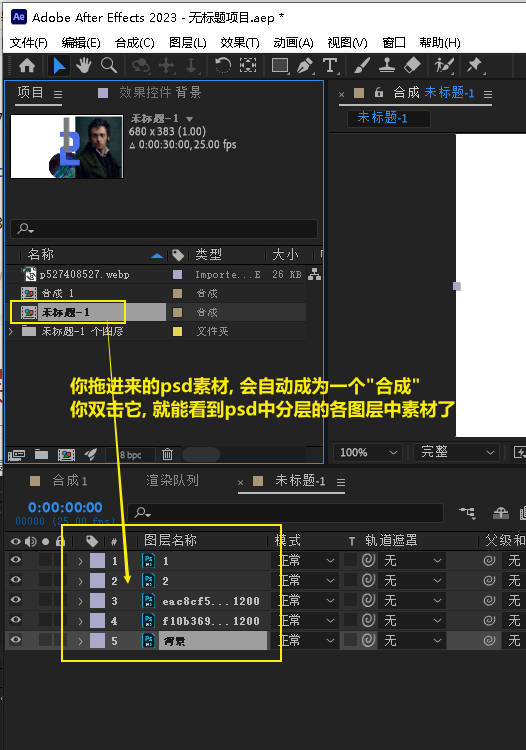 Adobe After Effects 2023 - 无标题项目.aep *
文件(F) 编辑(E) 合成(C) 图层(L) 效果(T) 动画(A) 视图(V) 窗口 帮助(H)
项目 ≡ 效果控件 背景
× 合成 未标题-1 ≡
未标题-1
未标题-1 ▼
680 x 383 (1.00)
Δ 0:00:30:00, 25.00 fps
2
名称 类型 大小
p527408527.webp Importe...E 26 KB
合成 1 合成
未标题-1 合成
未标题-1 个图层 文件夹
你拖进来的psd素材, 会自动成为一个"合成"
你双击它, 就能看到psd中分层的各图层中素材了
8 bpc
100% 完整
合成 1 渲染队列 × 未标题-1 ≡
0:00:00:00
00000 (25.00 fps)
# 图层名称 模式 T 轨道遮罩 父级和
1 1 正常 无 无
2 2 正常 无 无
3 eac8cf5...1200 正常 无 无
4 f10b369...1200 正常 无 无
5 背景 正常 无 无